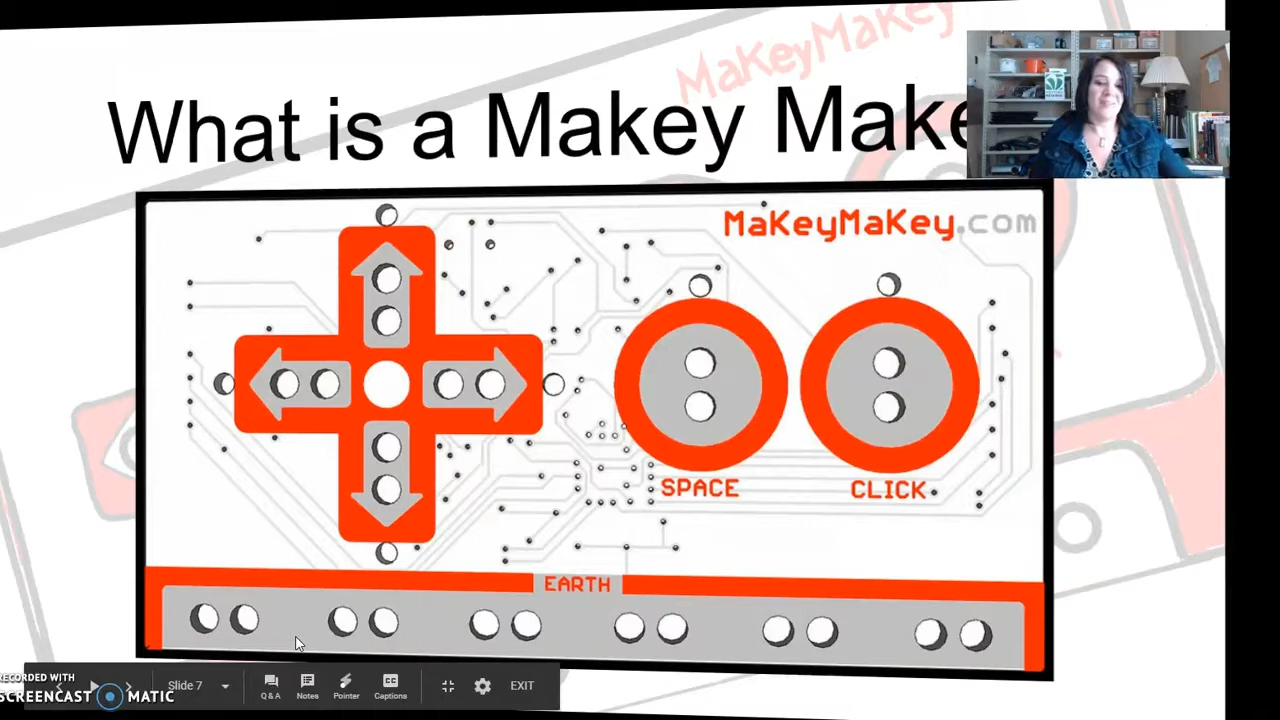 MaKeyMaKey
What is a Makey Make
MaKeyMaKey.com
SPACE
CLICK
EARTH
Slide 7
Q & A
Notes
Pointer
Captions
EXIT
RECORDED WITH
SCREENCAST MATIC